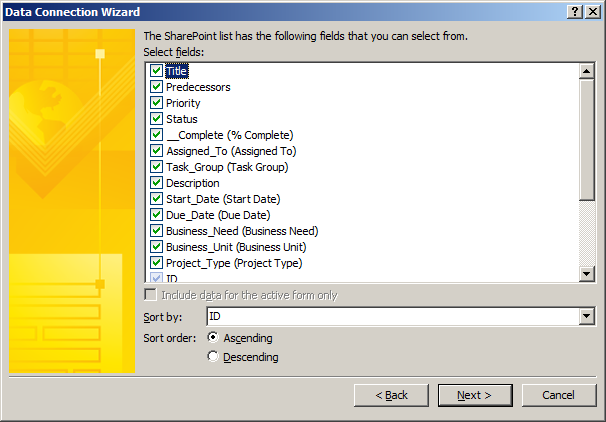 Data Connection Wizard
The SharePoint list has the following fields that you can select from.
Select fields:
Title
Predecessors
Priority
Status
__Complete (% Complete)
Assigned_To (Assigned To)
Task_Group (Task Group)
Description
Start_Date (Start Date)
Due_Date (Due Date)
Business_Need (Business Need)
Business_Unit (Business Unit)
Project_Type (Project Type)
ID
Include data for the active form only
Sort by: ID
Sort order: Ascending
Descending
< Back Next > Cancel